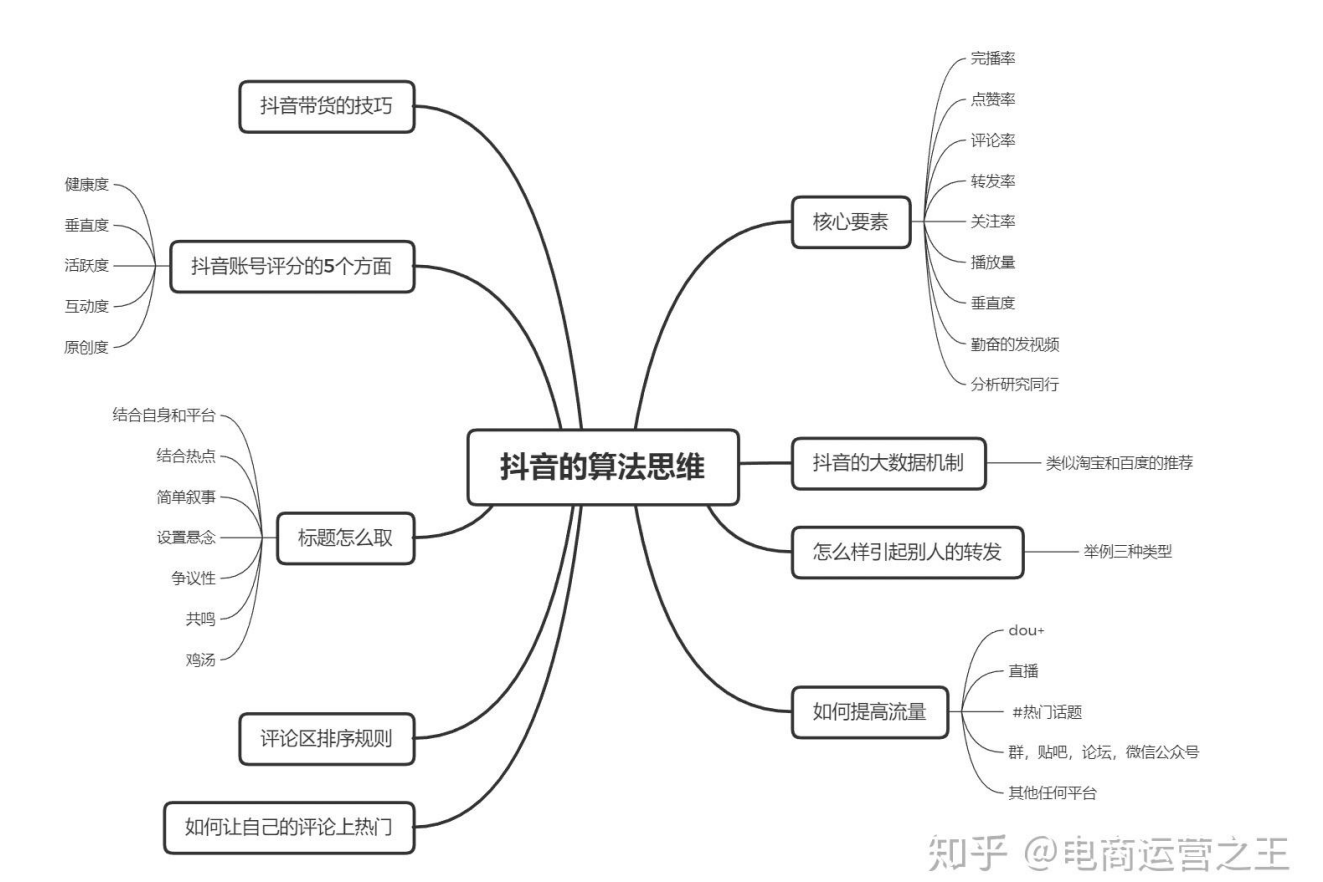 抖音的算法思维
核心要素
完播率
点赞率
评论率
转发率
关注率
播放量
垂直度
勤奋的发视频
分析研究同行
抖音的大数据机制
类似淘宝和百度的推荐
怎么样引起别人的转发
举例三种类型
如何提高流量
dou+
直播
#热门话题
群，贴吧，论坛，微信公众号
其他任何平台
抖音带货的技巧
抖音账号评分的5个方面
健康度
垂直度
活跃度
互动度
原创度
标题怎么取
结合自身和平台
结合热点
简单叙事
设置悬念
争议性
共鸣
鸡汤
评论区排序规则
如何让自己的评论上热门
知乎 @电商运营之王